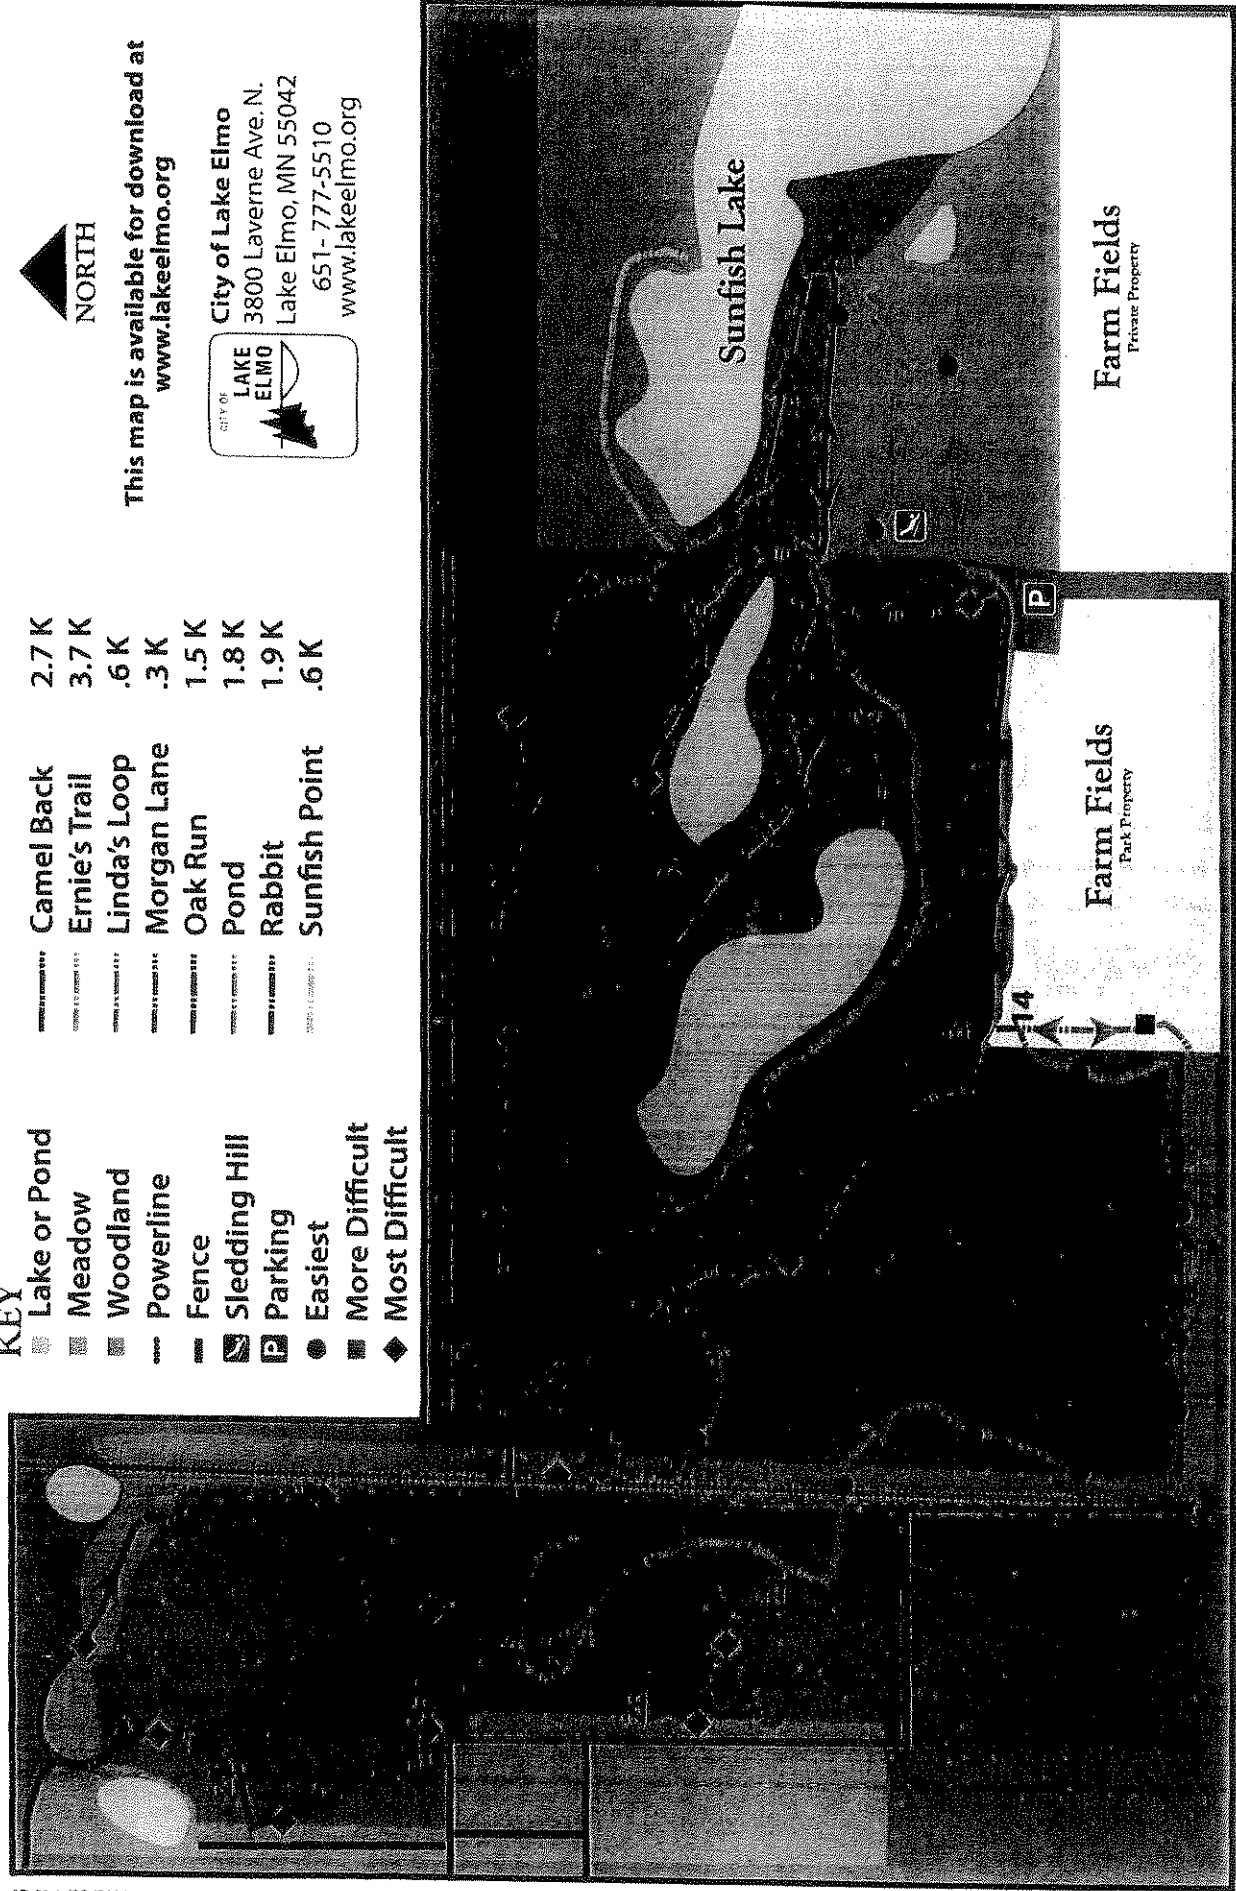 KEY
Lake or Pond
Meadow
Woodland
Powerline
Fence
Sledding Hill
P Parking
Easiest
More Difficult
Most Difficult
Camel Back 2.7 K
Ernie's Trail 3.7 K
Linda's Loop .6 K
Morgan Lane .3 K
Oak Run 1.5 K
Pond 1.8 K
Rabbit 1.9 K
Sunfish Point .6 K
NORTH
This map is available for download at
www.lakeelmo.org
CITY OF
LAKE
ELMO
City of Lake Elmo
3800 Laverne Ave. N.
Lake Elmo, MN 55042
651-777-5510
www.lakeelmo.org
Sunfish Lake
P
14
Farm Fields
Park Property
Farm Fields
Private Property